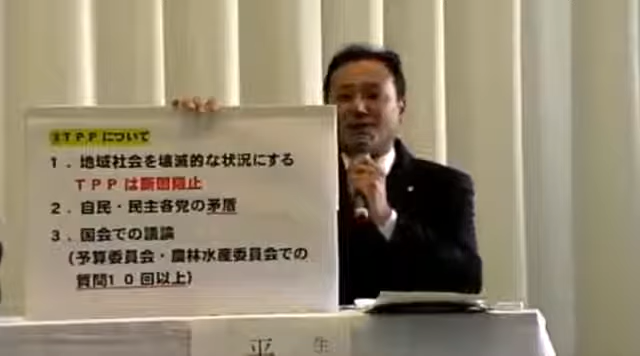 ③TPPについて
1．地域社会を壊滅的な状況にする
TPPは断固阻止
2．自民・民主各党の矛盾
3．国会での議論
（予算委員会・農林水産委員会での
質問10回以上）
平 生